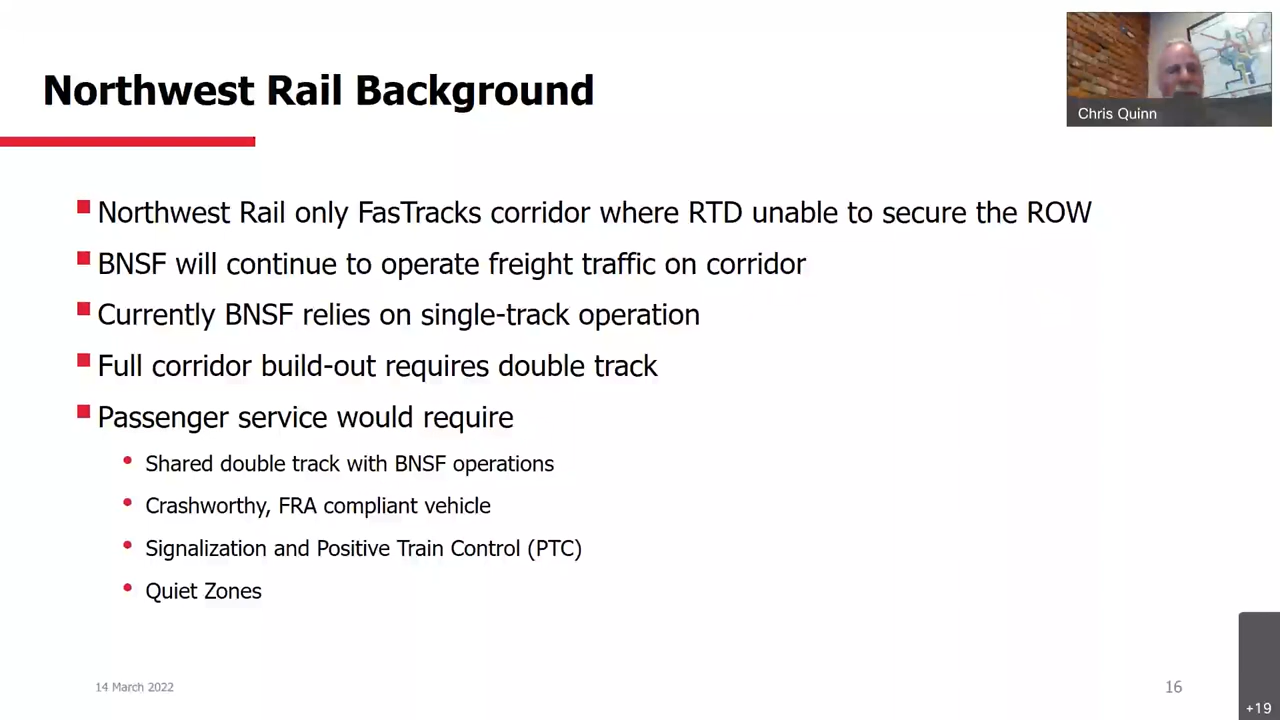 Northwest Rail Background
Chris Quinn
Northwest Rail only FasTracks corridor where RTD unable to secure the ROW
BNSF will continue to operate freight traffic on corridor
Currently BNSF relies on single-track operation
Full corridor build-out requires double track
Passenger service would require
Shared double track with BNSF operations
Crashworthy, FRA compliant vehicle
Signalization and Positive Train Control (PTC)
Quiet Zones
14 March 2022
16
+19